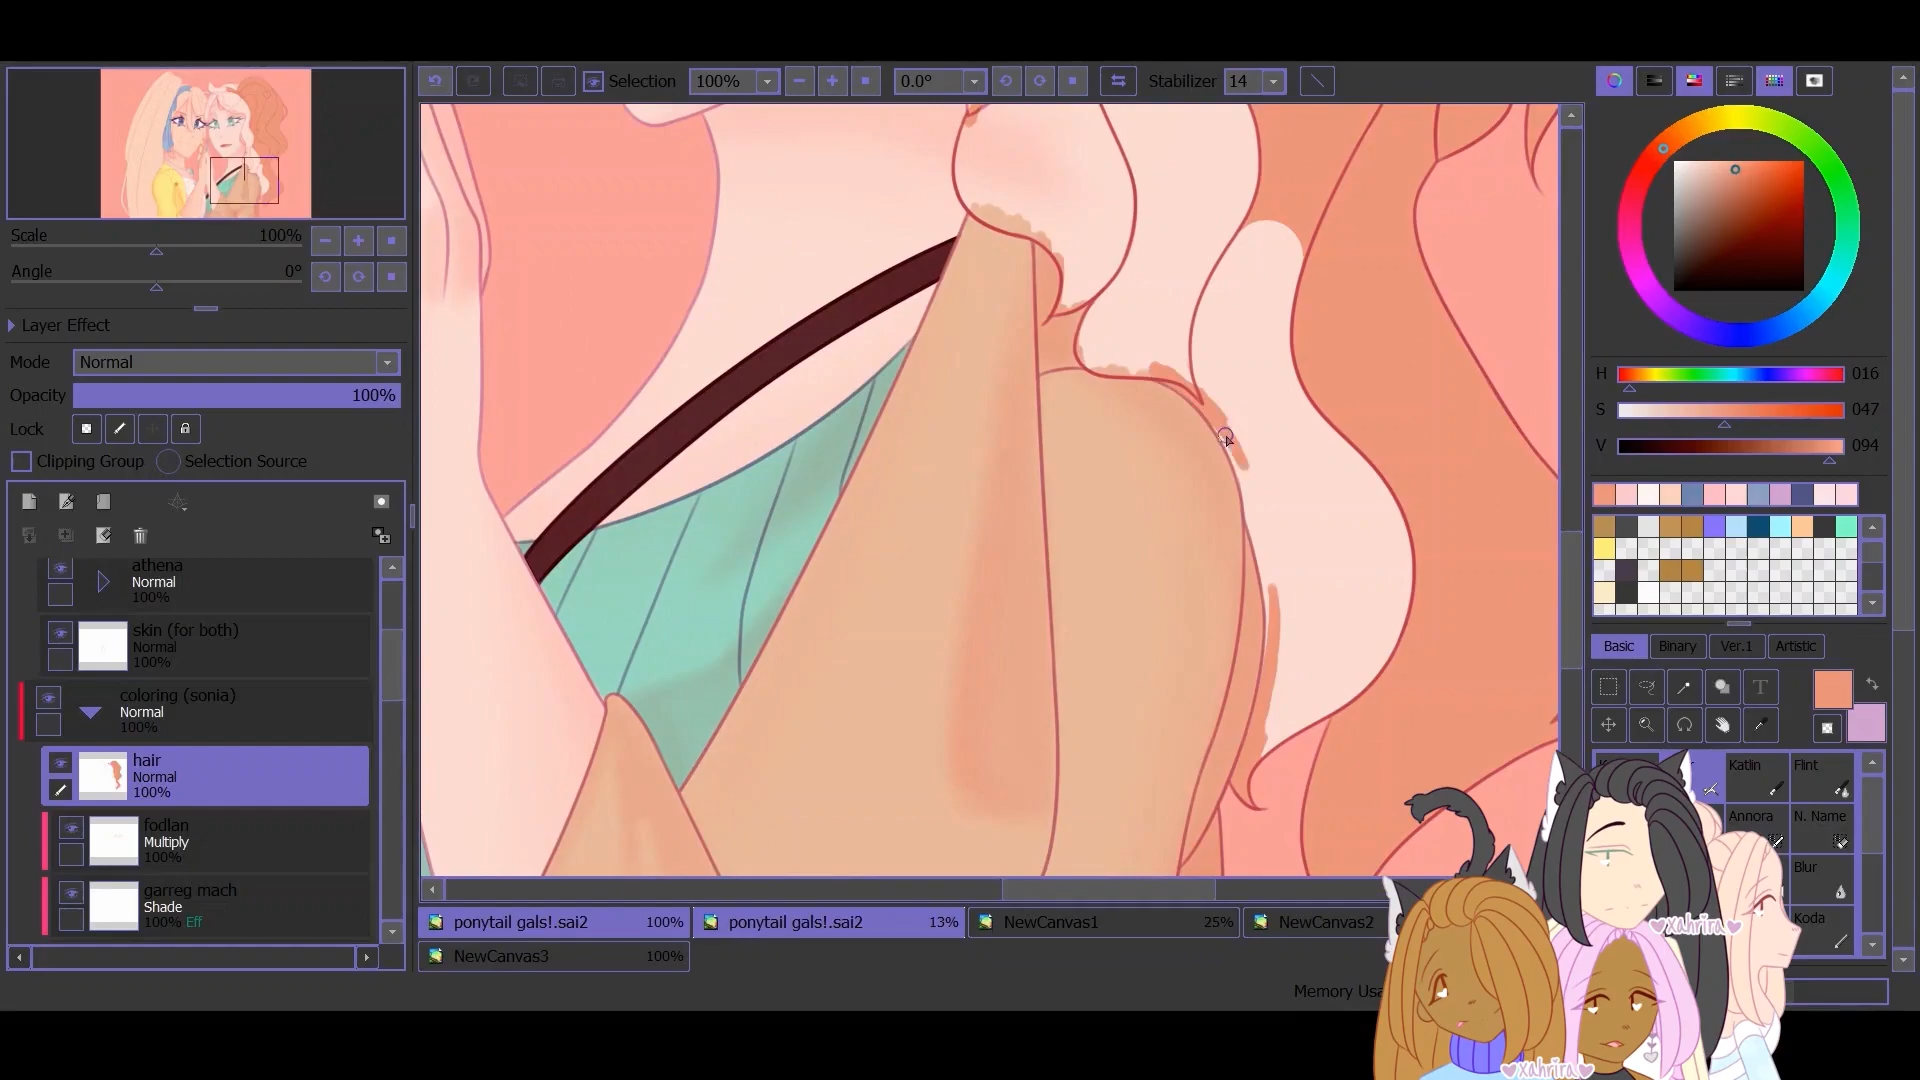 Selection 100% 0.0° Stabilizer 14
Scale 100%
Angle 0°
Layer Effect
Mode Normal
Opacity 100%
Lock
Clipping Group Selection Source
athena
Normal
100%
skin (for both)
Normal
100%
coloring (sonia)
Normal
100%
hair
Normal
100%
fodlan
Multiply
100%
garreg mach
Shade
100% Eff
ponytail gals!.sai2 100%
ponytail gals!.sai2 13%
NewCanvas1 25%
NewCanvas2
NewCanvas3 100%
Memory Usa
H 016
S 047
V 094
Basic Binary Ver.1 Artistic
T
Katlin Flint
Annora N. Name
Blur
Koda
xahrira
xahrira